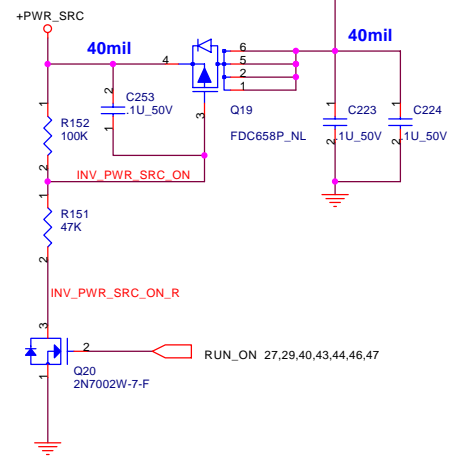 +PWR_SRC
40mil
40mil
4
6
5
2
1
3
2
C253
.1U_50V
1
Q19
FDC658P_NL
1
C223
.1U_50V
2
1
C224
.1U_50V
2
1
R152
100K
2
INV_PWR_SRC_ON
1
R151
47K
2
INV_PWR_SRC_ON_R
3
2
RUN_ON 27,29,40,43,44,46,47
Q20
2N7002W-7-F
1